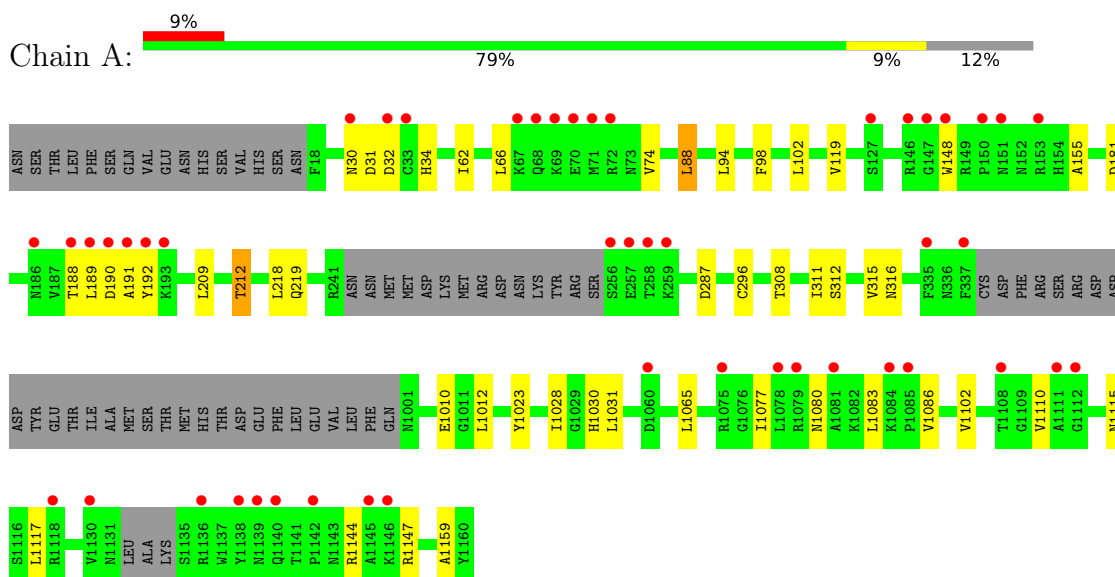 9%
Chain A:
79% 9% 12%
ASN SER THR LEU PHE SER GLN VAL GLU ASN HIS SER VAL HIS SER ASN F18 N30 D31 D32 C33 H34 I62 L66 K67 Q68 K69 E70 M71 R72 N73 V74 L88 L94 F98 L102 V119 S127 R146 G147 W148 R149 P150 N151 N152 R153 H154 A155 D181
N186 V187 T188 L189 D190 A191 Y192 K193 L209 T212 L218 Q219 R241 ASN ASN MET MET ASP LYS MET ARG ASP ASN LYS TYR ARG SER S256 E257 T258 K259 D287 C296 T308 I311 S312 V315 N316 F335 N336 F337 CYS ASP PHE ARG SER ARG ASP ASP
ASP TYR GLU THR ILE ALA MET SER THR MET HIS THR ASP GLU PHE LEU GLU VAL LEU PHE GLN N1001 E1010 G1011 L1012 Y1023 I1028 G1029 H1030 L1031 D1060 L1065 R1075 G1076 I1077 L1078 R1079 N1080 A1081 K1082 L1083 K1084 P1085 V1086 V1102 T1108 G1109 V1110 A1111 G1112 N1115
S1116 L1117 R1118 V1130 N1131 LEU ALA LYS S1135 R1136 W1137 Y1138 N1139 Q1140 T1141 P1142 N1143 R1144 A1145 K1146 R1147 A1159 Y1160